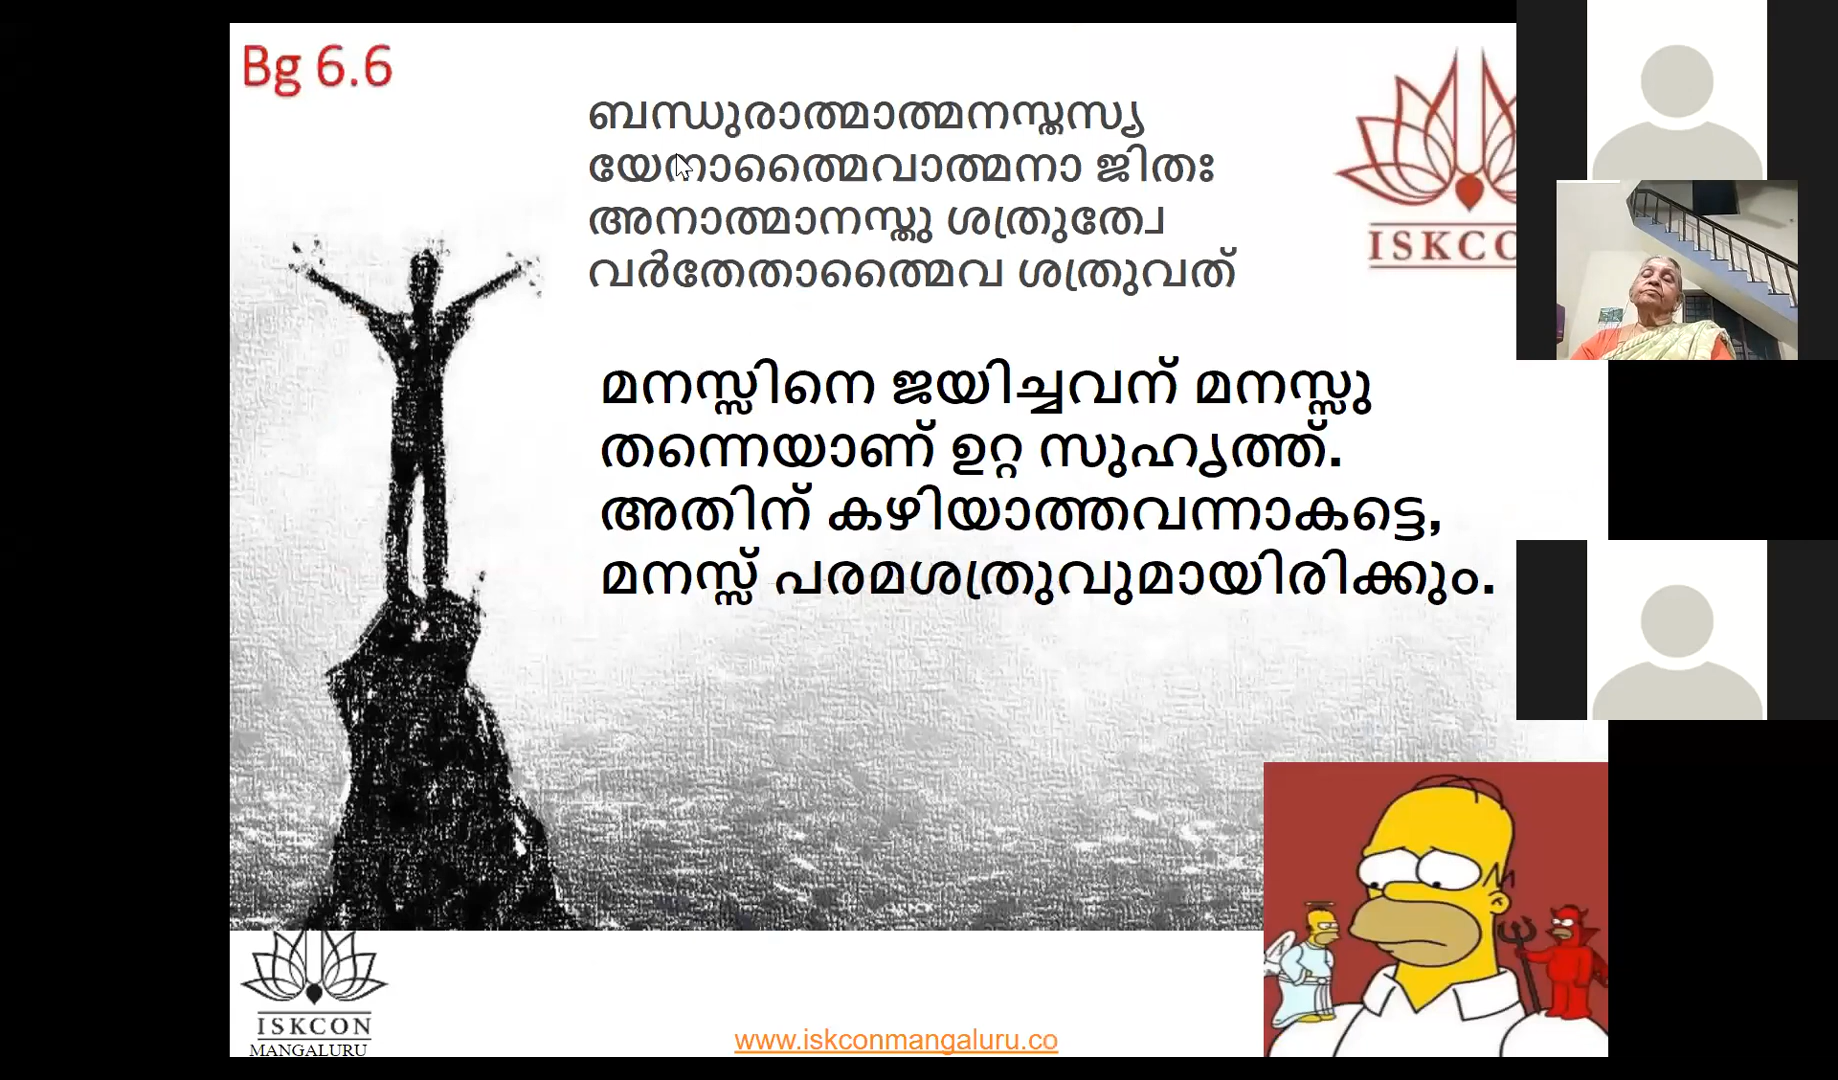 Bg 6.6
ബന്ധുരാത്മാത്മനസ്തസ്യ
യേനാത്മൈവാത്മനാ ജിതഃ
അനാത്മാനസ്തു ശത്രുത്വേ
വർതേതാത്മൈവ ശത്രുവത്
ISKCO
മനസ്സിനെ ജയിച്ചവന് മനസ്സു
തന്നെയാണ് ഉറ്റ സുഹൃത്ത്.
അതിന് കഴിയാത്തവന്നാകട്ടെ,
മനസ്സ് പരമശത്രുവുമായിരിക്കും.
ISKCON
MANGALURU
www.iskconmangaluru.co